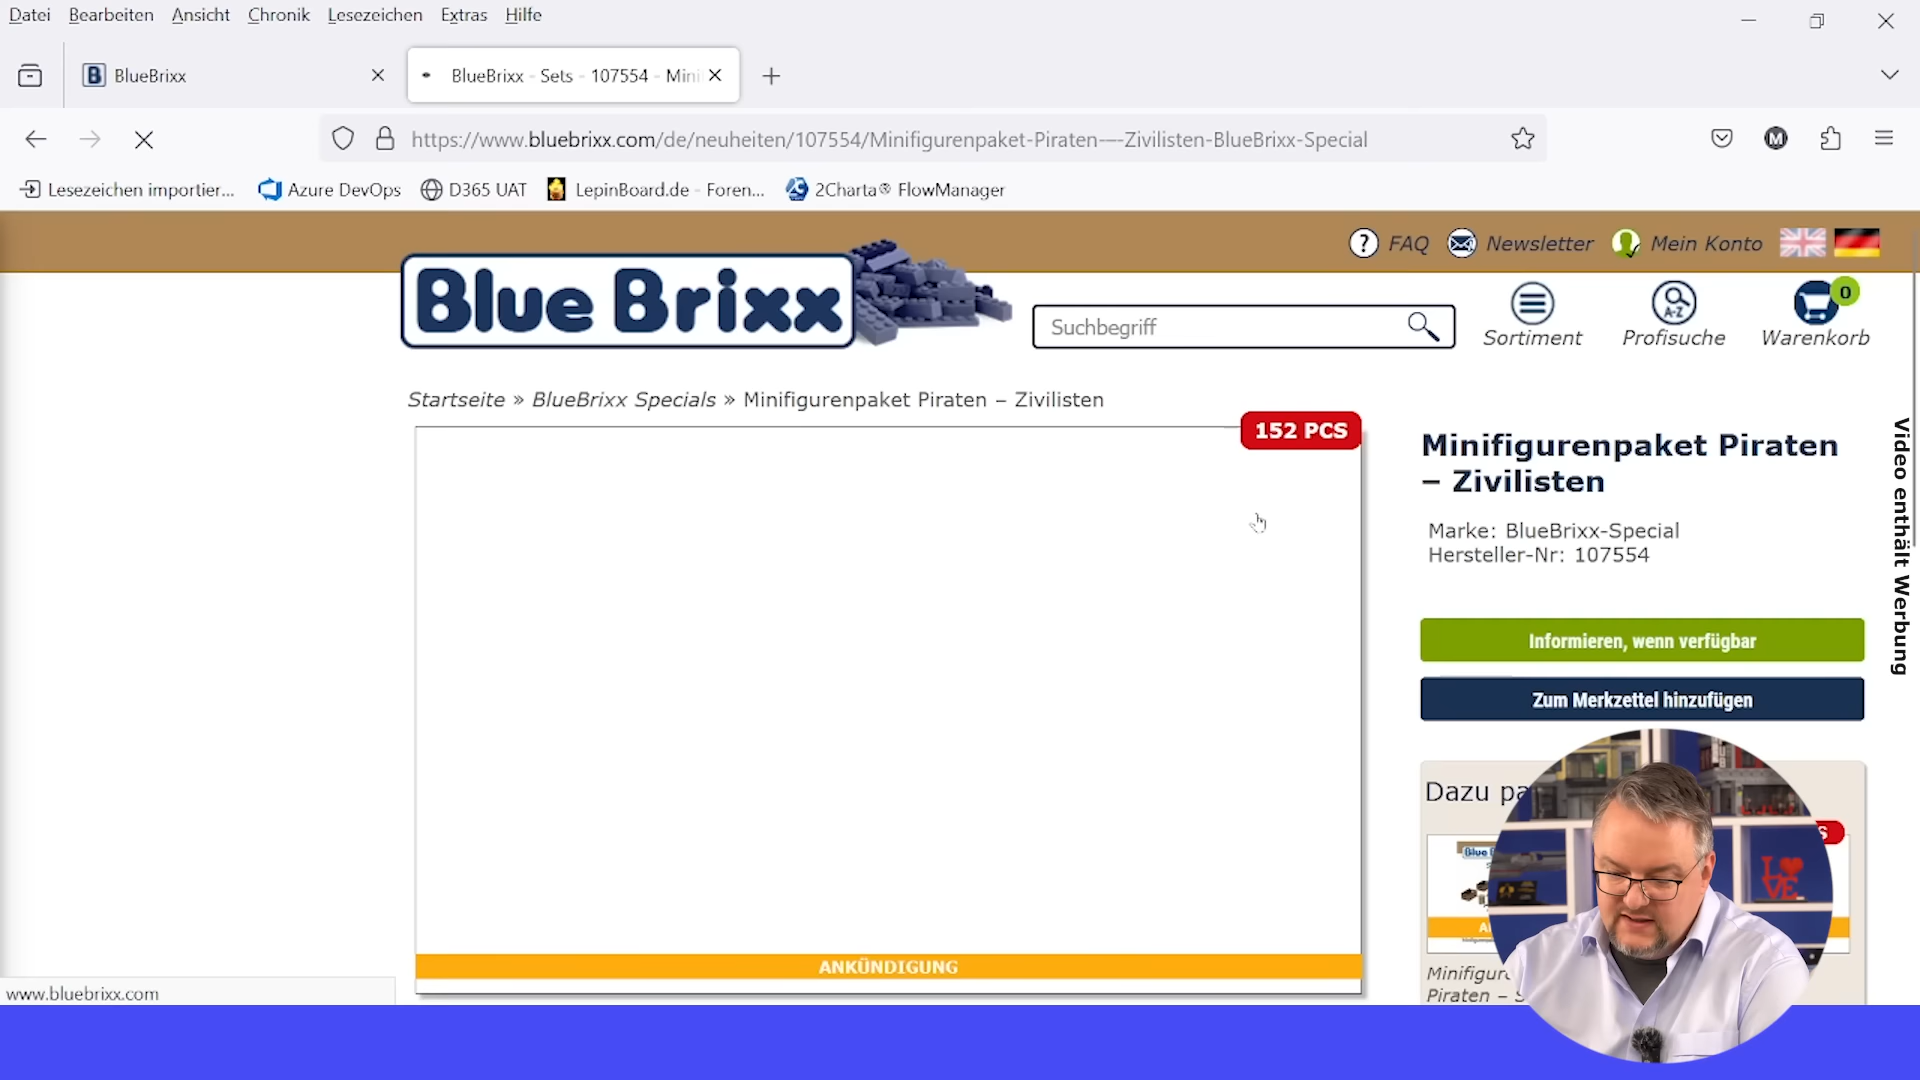 Datei Bearbeiten Ansicht Chronik Lesezeichen Extras Hilfe
BlueBrixx
BlueBrixx - Sets - 107554 - Mini
https://www.bluebrixx.com/de/neuheiten/107554/Minifigurenpaket-Piraten-–-Zivilisten-BlueBrixx-Special
Lesezeichen importier...
Azure DevOps
D365 UAT
LepinBoard.de - Foren...
2Charta® FlowManager
FAQ
Newsletter
Mein Konto
Blue Brixx
Suchbegriff
Sortiment
A-Z
Profisuche
0
Warenkorb
Startseite » BlueBrixx Specials » Minifigurenpaket Piraten – Zivilisten
152 PCS
Minifigurenpaket Piraten
– Zivilisten
Marke: BlueBrixx-Special
Hersteller-Nr: 107554
Informieren, wenn verfügbar
Zum Merkzettel hinzufügen
Video enthält Werbung
Dazu
Blue
LOVE
Piraten –
ANKÜNDIGUNG
www.bluebrixx.com